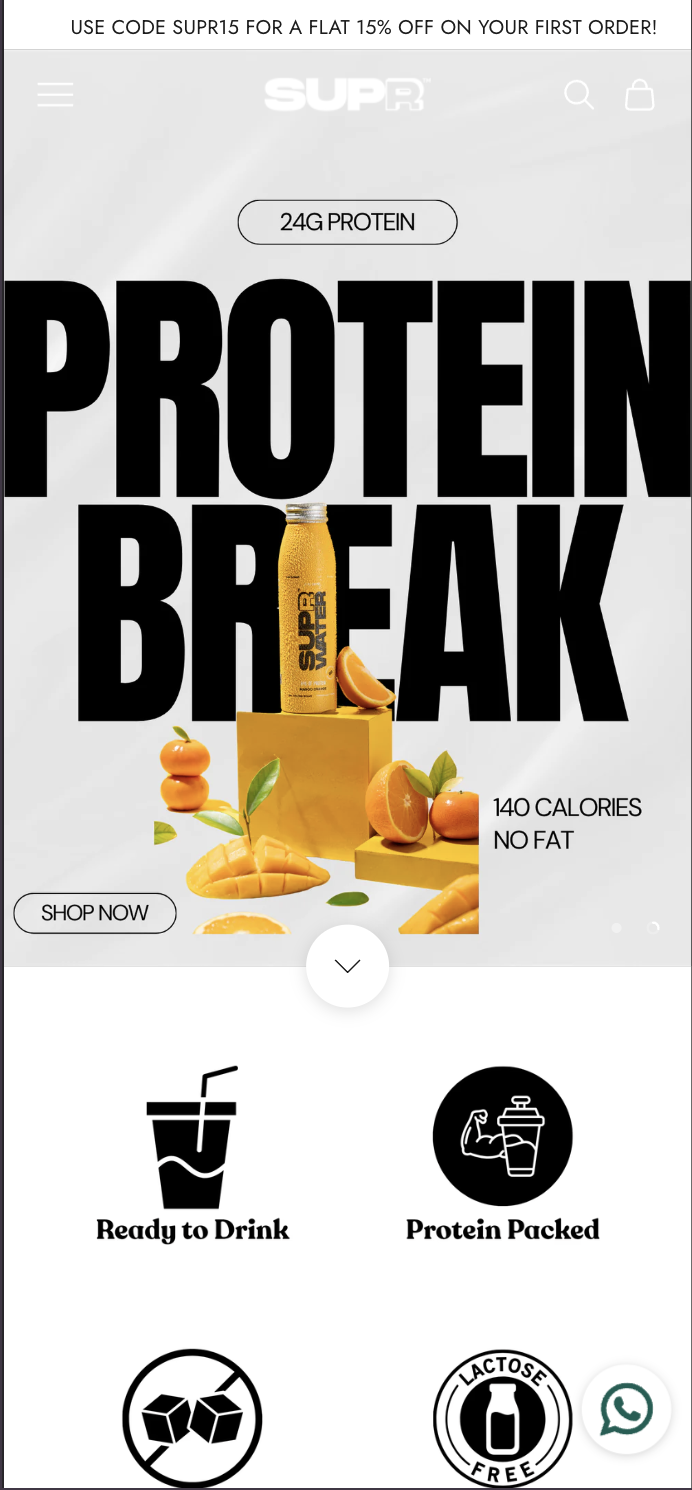 USE CODE SUPR15 FOR A FLAT 15% OFF ON YOUR FIRST ORDER!
SUPR
24G PROTEIN
PROTEIN
BREAK
SUPR
WATER
140 CALORIES
NO FAT
SHOP NOW
Ready to Drink
Protein Packed
LACTOSE
FREE